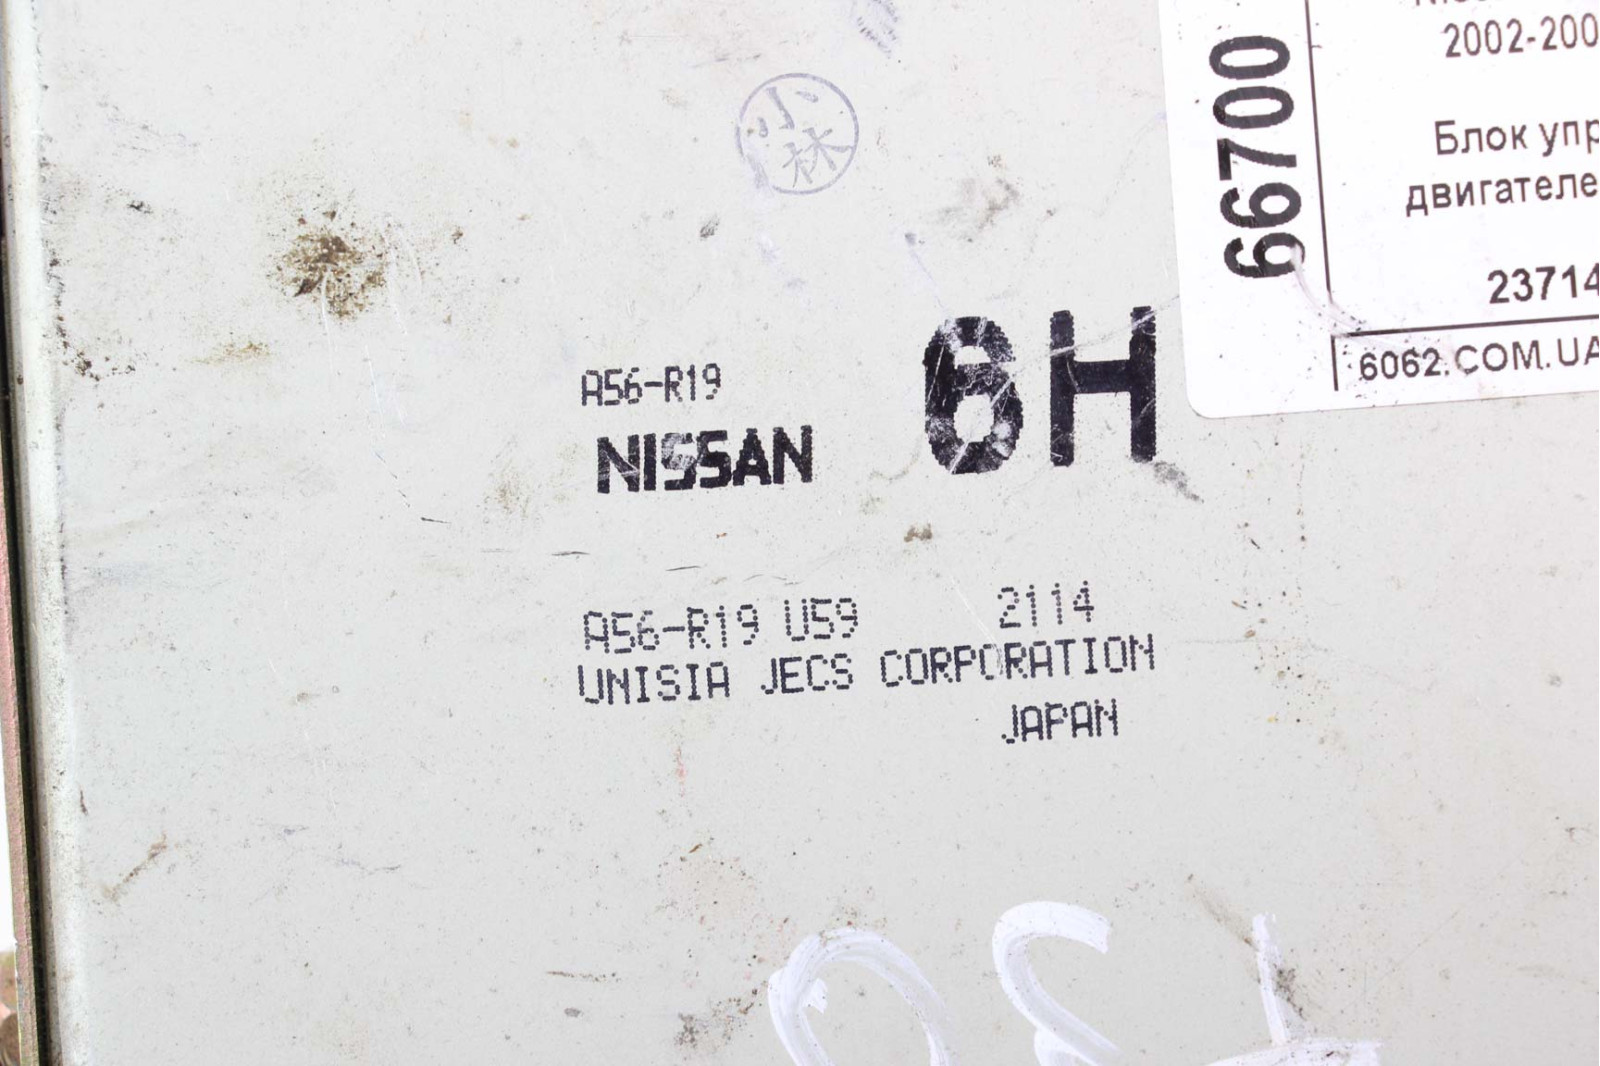 小林
66700
2002-200
Блок упр
двигателе
23714
6062.COM.UA
A56-R19
6H
NISSAN
A56-R19 U59 2114
UNISIA JECS CORPORATION
JAPAN